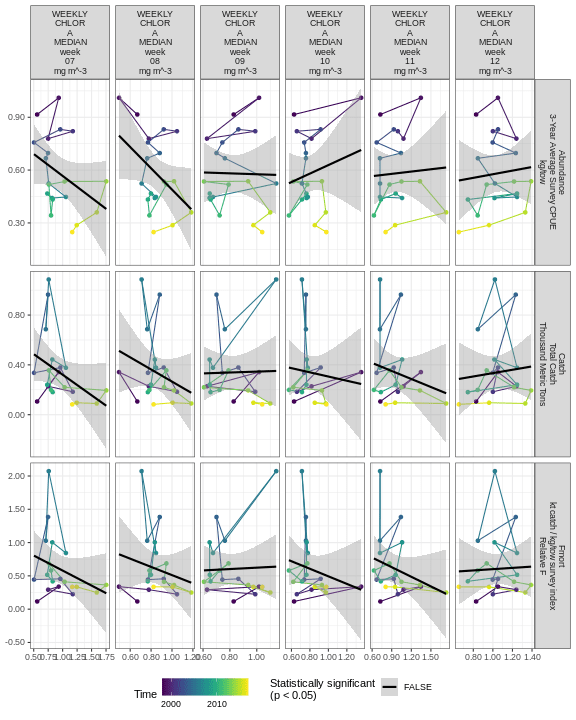 WEEKLY
CHLOR
A
MEDIAN
week
07
mg m^-3
WEEKLY
CHLOR
A
MEDIAN
week
08
mg m^-3
WEEKLY
CHLOR
A
MEDIAN
week
09
mg m^-3
WEEKLY
CHLOR
A
MEDIAN
week
10
mg m^-3
WEEKLY
CHLOR
A
MEDIAN
week
11
mg m^-3
WEEKLY
CHLOR
A
MEDIAN
week
12
mg m^-3
0.90
0.60
0.30
Abundance
3-Year Average Survey CPUE
kg/tow
0.80
0.40
0.00
Catch
Total Catch
Thousand Metric Tons
2.00
1.50
1.00
0.50
0.00
-0.50
Fmort
kt catch / kg/tow survey index
Relative F
0.50 0.75 1.00 1.25 1.50 1.75
0.60 0.80 1.00 1.20
0.60 0.80 1.00
0.60 0.80 1.00 1.20
0.60 0.90 1.20 1.50
0.80 1.00 1.20 1.40
Time
2000 2010
Statistically significant
(p < 0.05)
FALSE